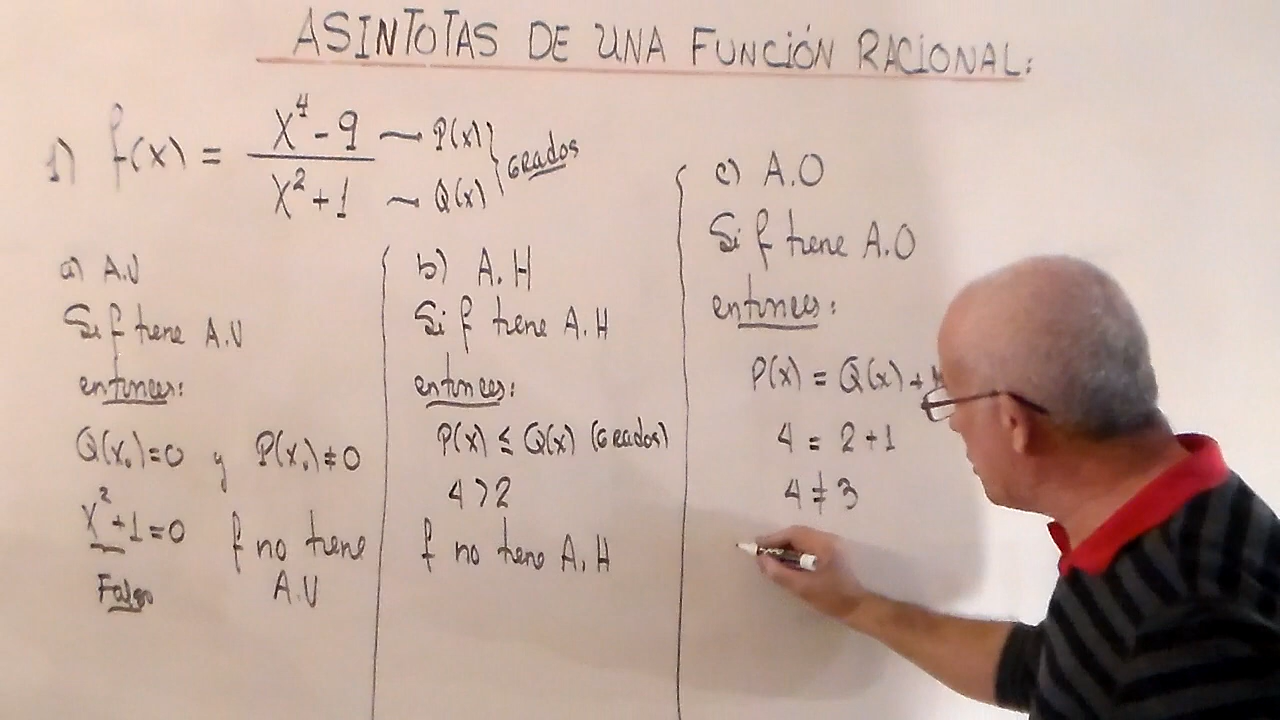 ASINTOTAS DE UNA FUNCIÓN RACIONAL:
1) f(x) = X⁴ - 9 / X² + 1
~ P(x)
~ Q(x)
} Grados
a) A.V
Si f tiene A.V
entonces:
Q(x₀)=0 y P(x₀)≠0
X²+1=0 f no tiene
Falso A.V
b) A.H
Si f tiene A.H
entonces:
P(x) ≤ Q(x) (Grados)
4 > 2
f no tiene A.H
c) A.O
Si f tiene A.O
entonces:
P(x) = Q(x) +
4 = 2 + 1
4 ≠ 3